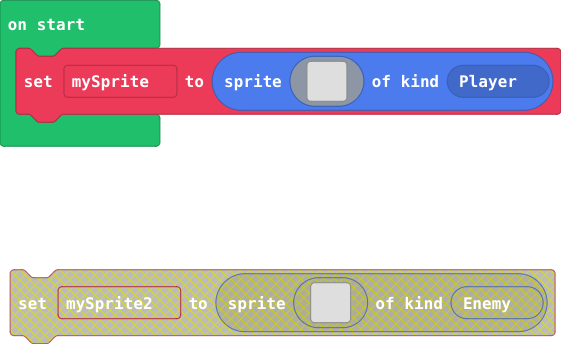 on start
set mySprite to sprite of kind Player
set mySprite2 to sprite of kind Enemy